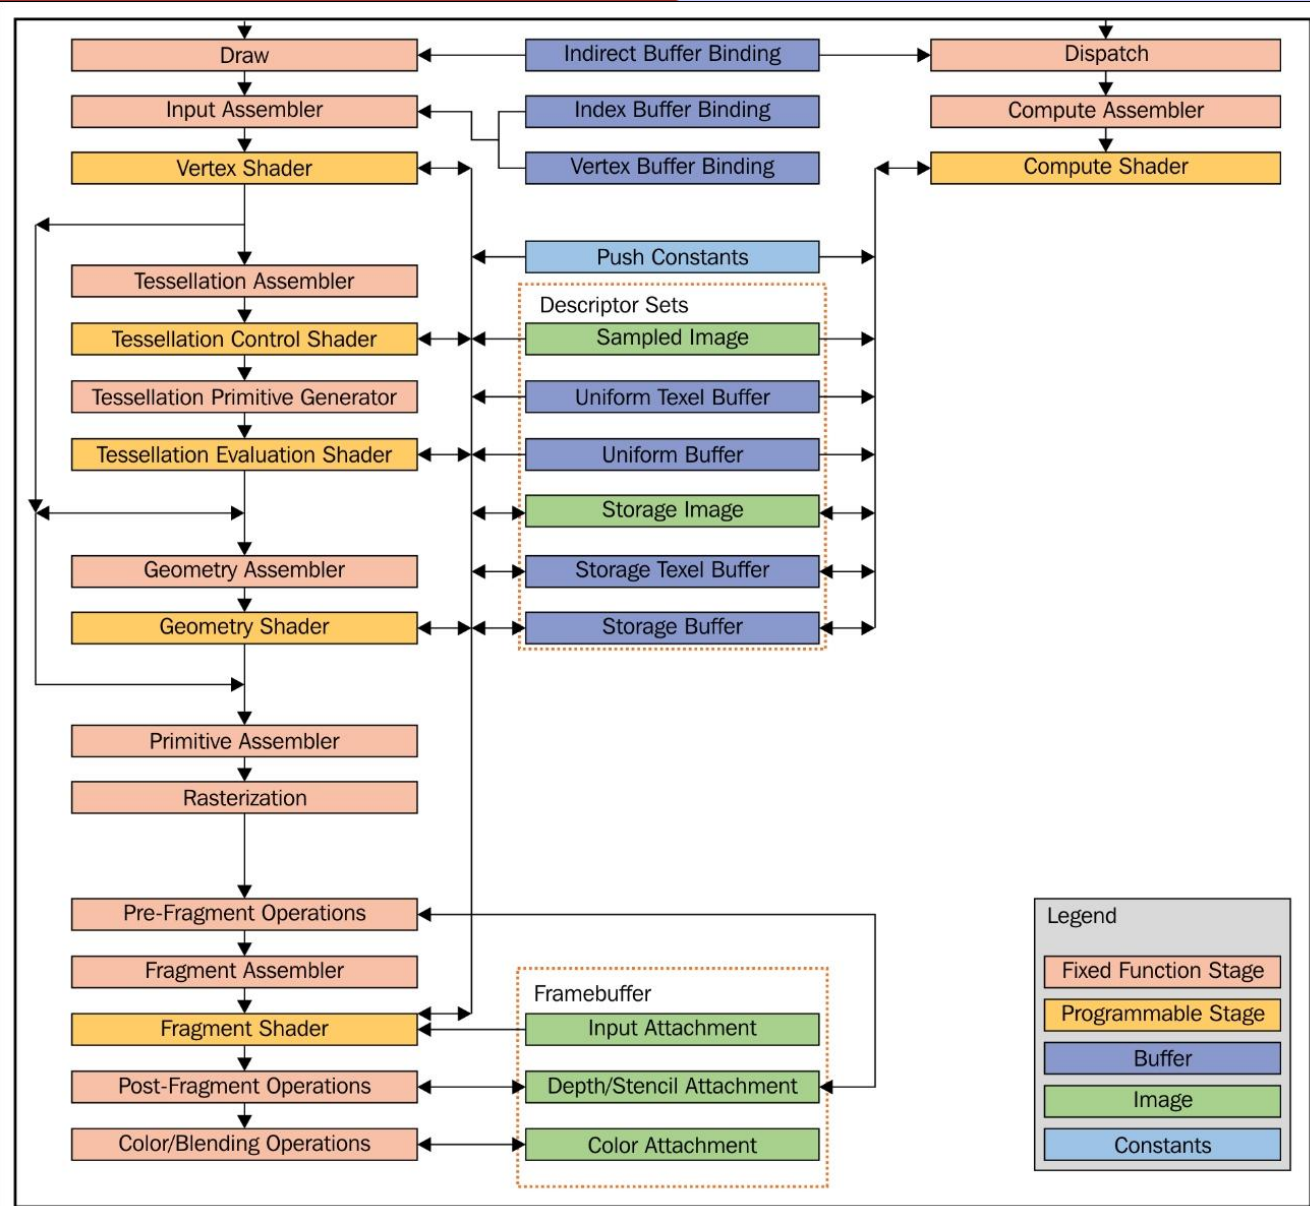 Draw
Indirect Buffer Binding
Dispatch
Input Assembler
Index Buffer Binding
Compute Assembler
Vertex Shader
Vertex Buffer Binding
Compute Shader
Push Constants
Tessellation Assembler
Descriptor Sets
Tessellation Control Shader
Sampled Image
Tessellation Primitive Generator
Uniform Texel Buffer
Tessellation Evaluation Shader
Uniform Buffer
Storage Image
Geometry Assembler
Storage Texel Buffer
Geometry Shader
Storage Buffer
Primitive Assembler
Rasterization
Pre-Fragment Operations
Fragment Assembler
Framebuffer
Fragment Shader
Input Attachment
Post-Fragment Operations
Depth/Stencil Attachment
Color/Blending Operations
Color Attachment
Legend
Fixed Function Stage
Programmable Stage
Buffer
Image
Constants